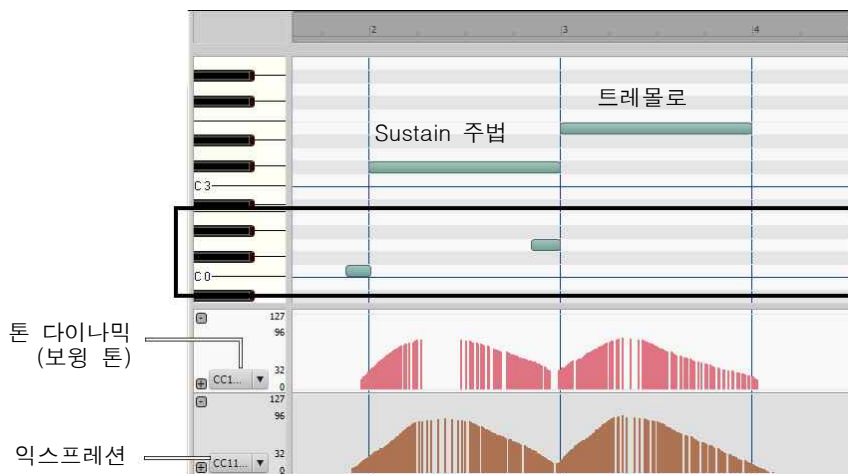 2 3 4
트레몰로
Sustain 주법
C3
C0
127
96
톤 다이나믹
(보윙 톤)
32
CC1...
0
127
96
익스프레션
32
CC11...
0